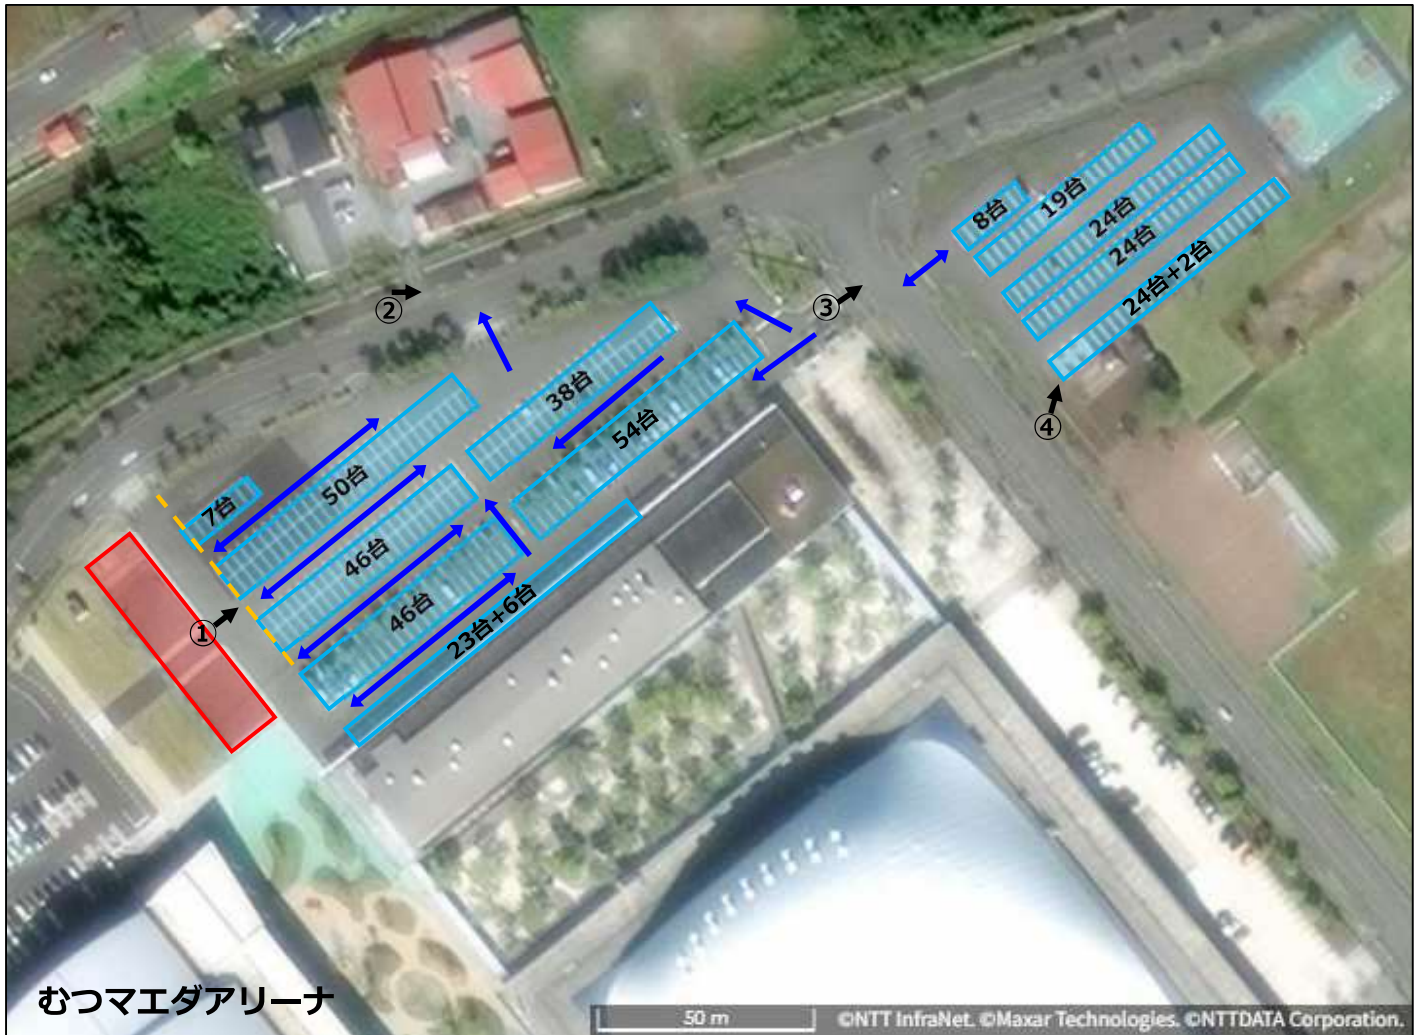 8台
19台
24台
24台
24台+2台
②
③
38台
54台
④
50台
7台
46台
46台
23台+6台
①
むつマエダアリーナ
50 m
©NTT InfraNet. ©Maxar Technologies. ©NTTDATA Corporation.